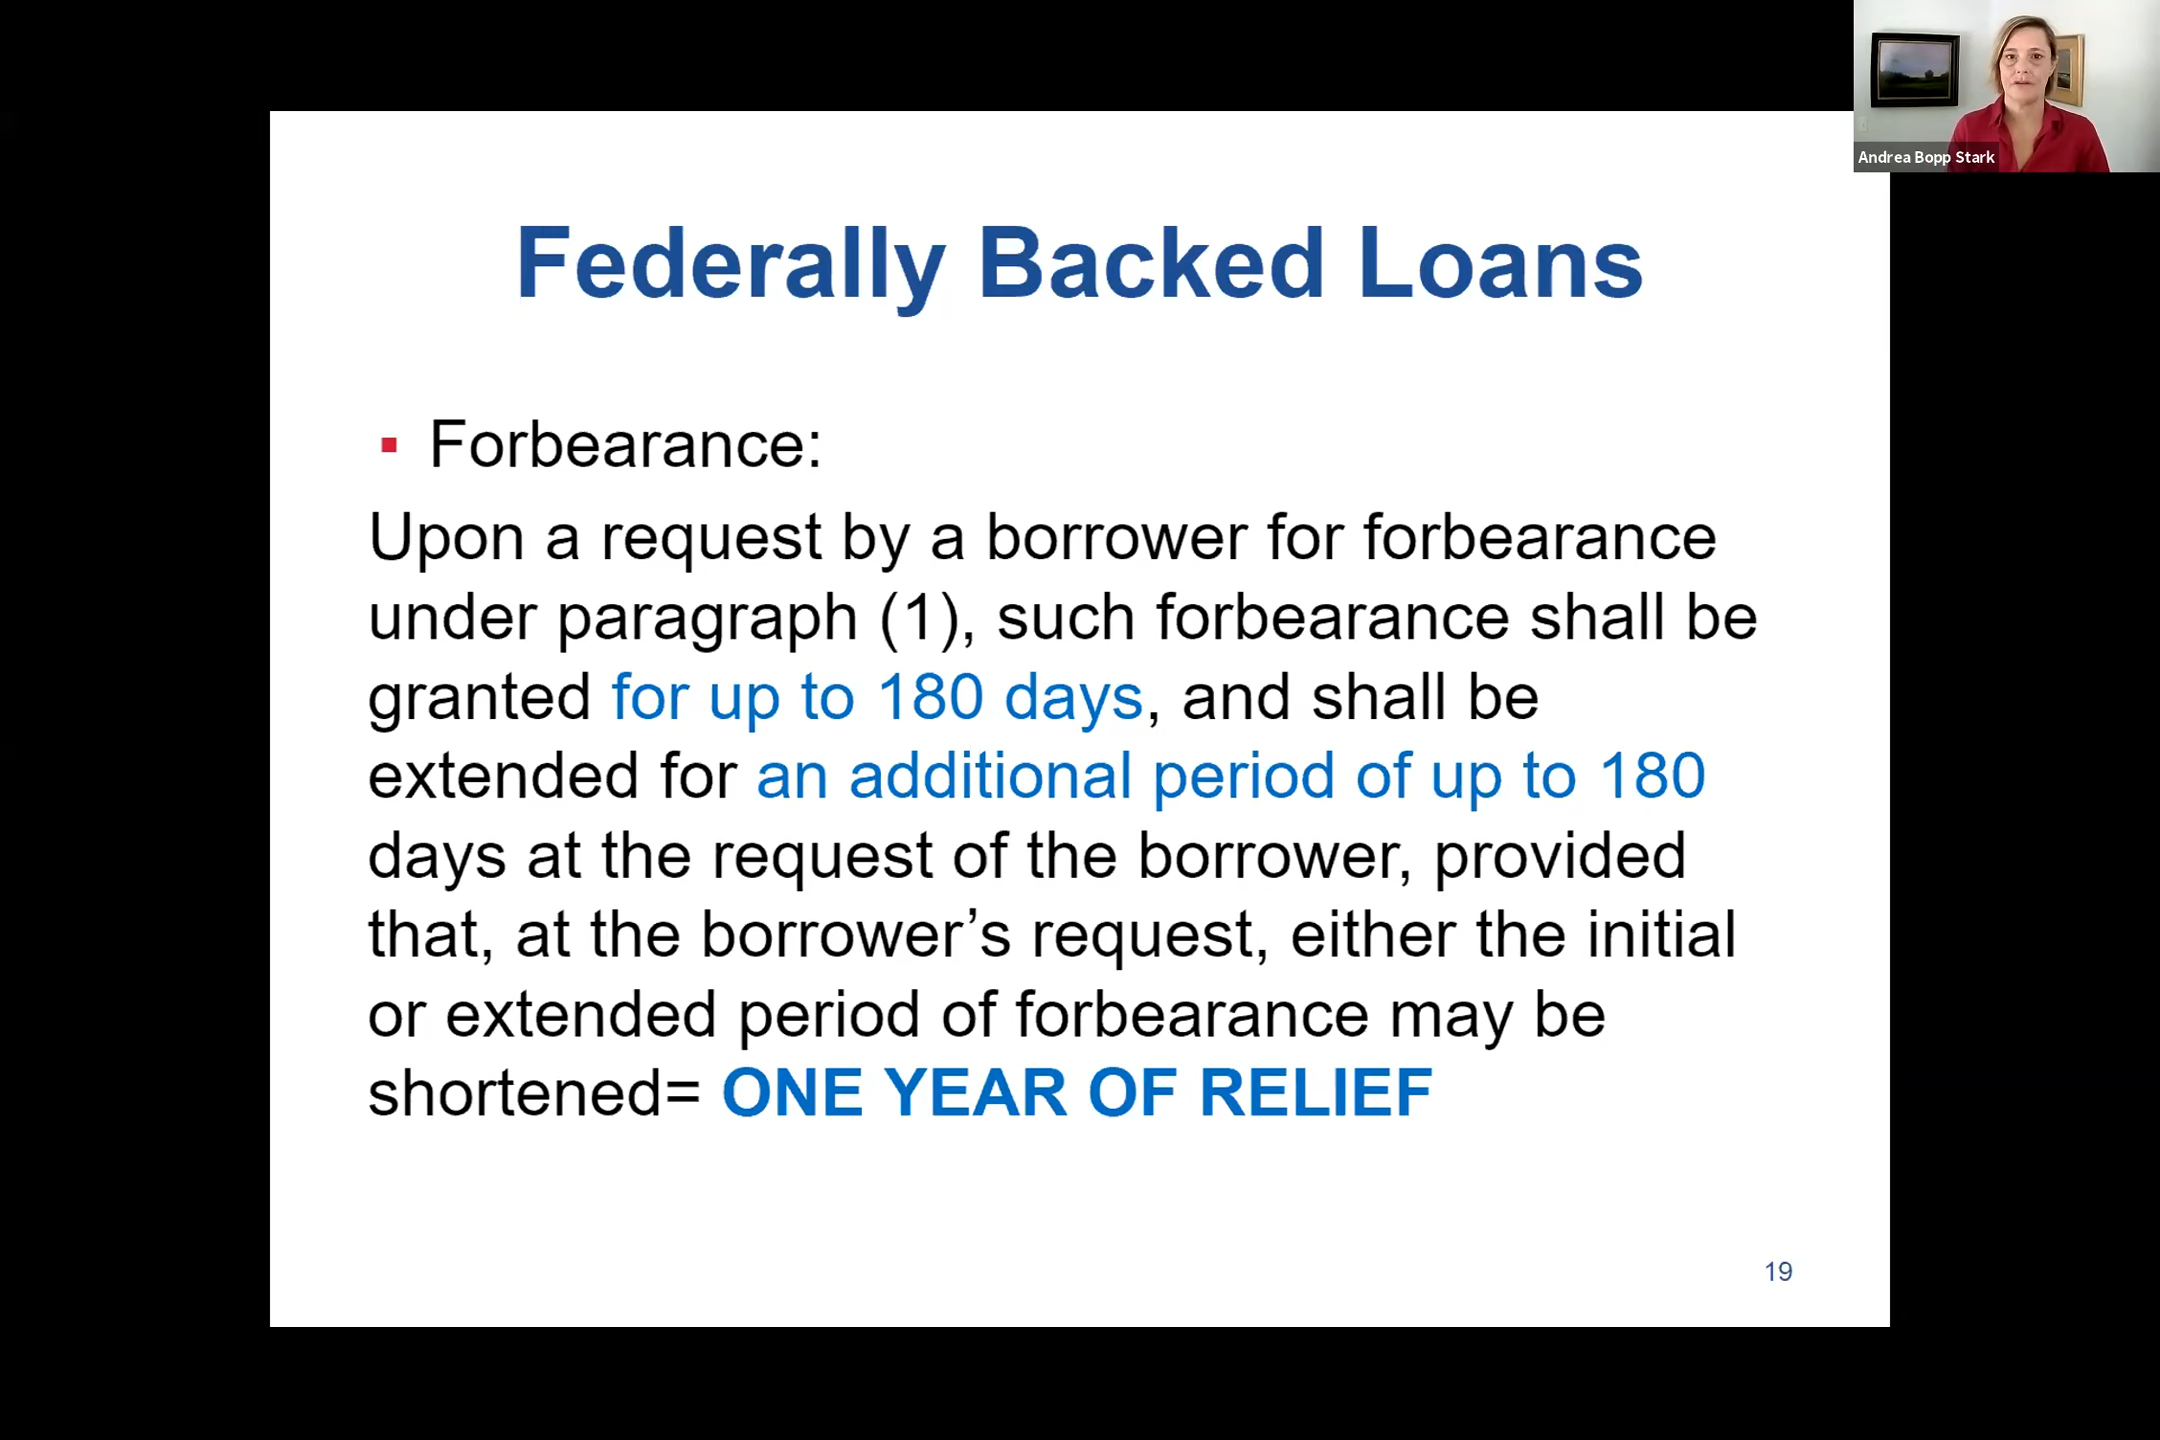 Andrea Bopp Stark
Federally Backed Loans
▪ Forbearance:
Upon a request by a borrower for forbearance
under paragraph (1), such forbearance shall be
granted for up to 180 days, and shall be
extended for an additional period of up to 180
days at the request of the borrower, provided
that, at the borrower’s request, either the initial
or extended period of forbearance may be
shortened= ONE YEAR OF RELIEF
19